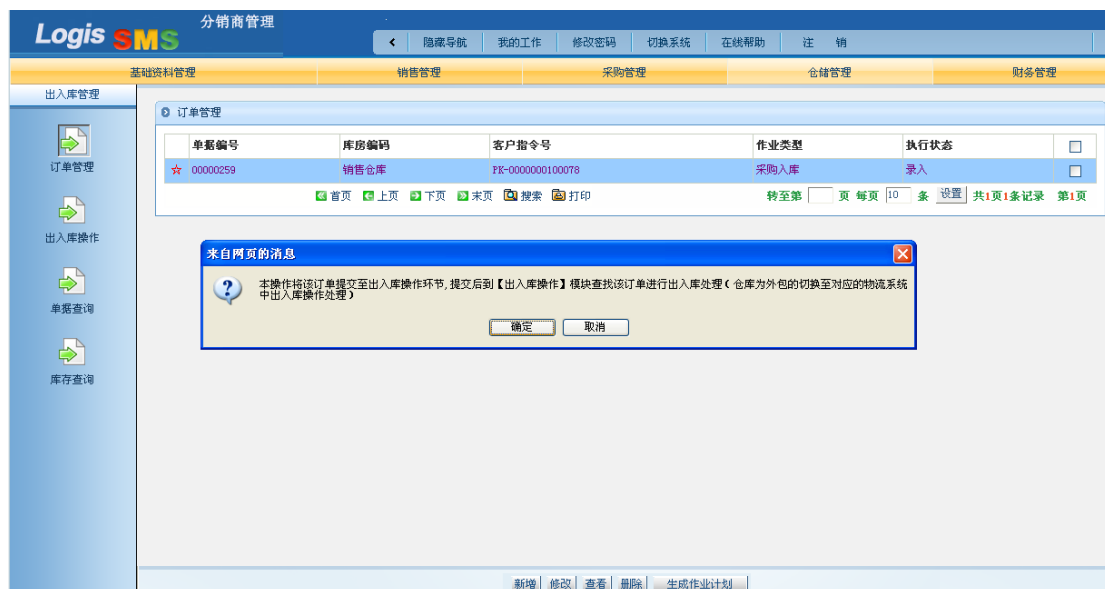 Logis SMS
分销商管理
隐藏导航 我的工作 修改密码 切换系统 在线帮助 注 销
基础资料管理 销售管理 采购管理 仓储管理 财务管理
出入库管理
订单管理
出入库操作
单据查询
库存查询
订单管理
单据编号 库房编码 客户指令号 作业类型 执行状态
00000259 销售仓库 PK-0000000100078 采购入库 录入
首页 上页 下页 末页 搜索 打印 转至第 页 每页 10 条 设置 共1页1条记录 第1页
来自网页的消息
本操作将该订单提交至出入库操作环节,提交后到【出入库操作】模块查找该订单进行出入库处理(仓库为外包的切换至对应的物流系统
中出入库操作处理)
确定 取消
新增 修改 查看 删除 生成作业计划